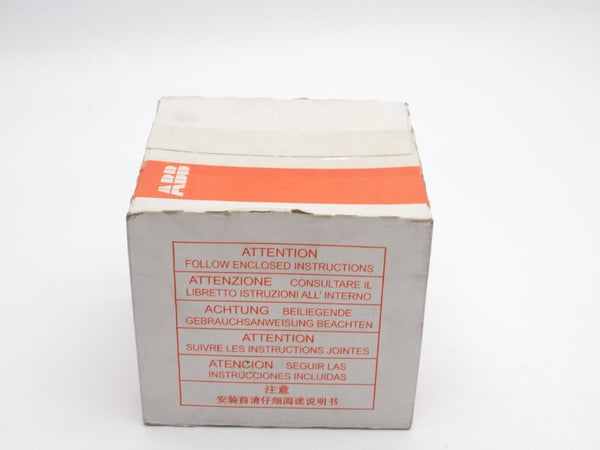 ABB
ATTENTION
FOLLOW ENCLOSED INSTRUCTIONS
ATTENZIONE CONSULTARE IL
LIBRETTO ISTRUZIONI ALL' INTERNO
ACHTUNG BEILIEGENDE
GEBRAUCHSANWEISUNG BEACHTEN
ATTENTION
SUIVRE LES INSTRUCTIONS JOINTES
ATENCION SEGUIR LAS
INSTRUCCIONES INCLUIDAS
注意
安装前请仔细阅读说明书